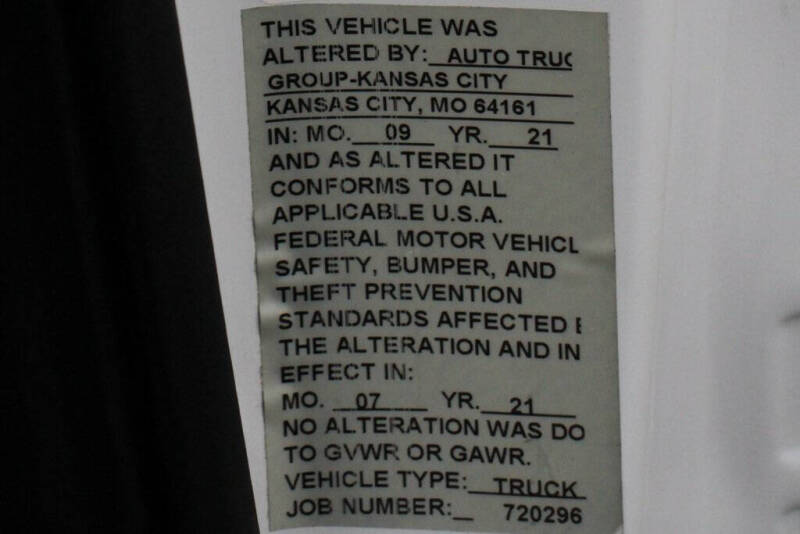 THIS VEHICLE WAS
ALTERED BY: AUTO TRUC
GROUP-KANSAS CITY
KANSAS CITY, MO 64161
IN: MO. 09 YR. 21
AND AS ALTERED IT
CONFORMS TO ALL
APPLICABLE U.S.A.
FEDERAL MOTOR VEHICL
SAFETY, BUMPER, AND
THEFT PREVENTION
STANDARDS AFFECTED
THE ALTERATION AND IN
EFFECT IN:
MO. 07 YR. 21
NO ALTERATION WAS DO
TO GVWR OR GAWR.
VEHICLE TYPE: TRUCK
JOB NUMBER: 720296